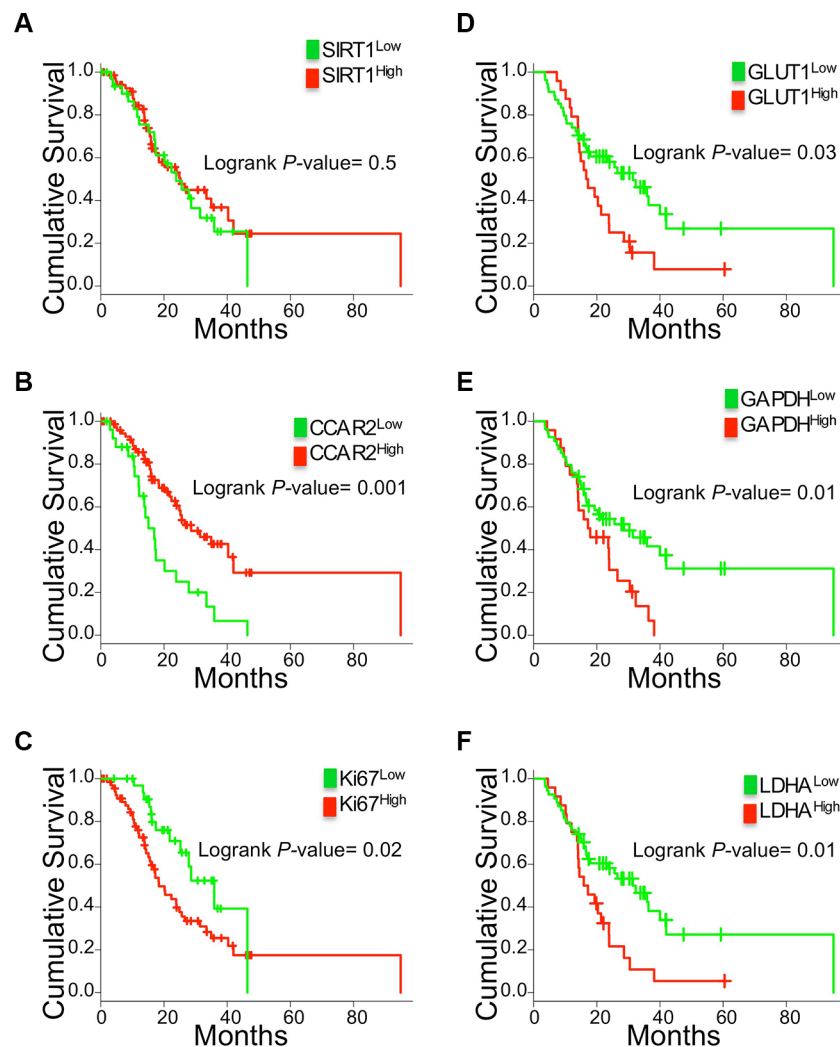 A
SIRT1Low
SIRT1High
Logrank P-value= 0.5
Cumulative Survival
1.0
0.8
0.6
0.4
0.2
0.0
0 20 40 60 80
Months
B
CCAR2Low
CCAR2High
Logrank P-value= 0.001
Cumulative Survival
1.0
0.8
0.6
0.4
0.2
0.0
0 20 40 60 80
Months
C
Ki67Low
Ki67High
Logrank P-value= 0.02
Cumulative Survival
1.0
0.8
0.6
0.4
0.2
0.0
0 20 40 60 80
Months
D
GLUT1Low
GLUT1High
Logrank P-value= 0.03
Cumulative Survival
1.0
0.8
0.6
0.4
0.2
0.0
0 20 40 60 80
Months
E
GAPDHLow
GAPDHHigh
Logrank P-value= 0.01
Cumulative Survival
1.0
0.8
0.6
0.4
0.2
0.0
0 20 40 60 80
Months
F
LDHALow
LDHAHigh
Logrank P-value= 0.01
Cumulative Survival
1.0
0.8
0.6
0.4
0.2
0.0
0 20 40 60 80
Months